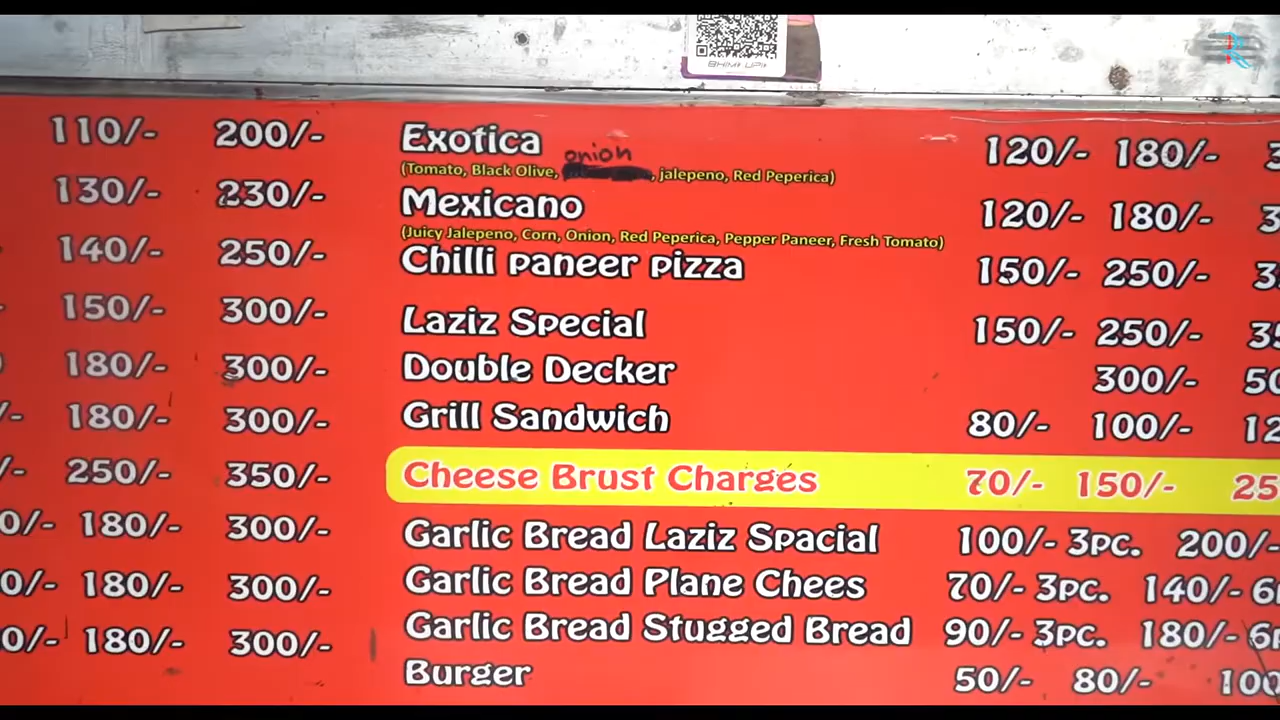 BHIM UPI
110/- 200/- Exotica 120/- 180/-
onion
(Tomato, Black Olive, , jalepeno, Red Peperica)
130/- 230/- Mexicano 120/- 180/-
(Juicy Jalepeno, Corn, Onion, Red Peperica, Pepper Paneer, Fresh Tomato)
140/- 250/- Chilli paneer pizza 150/- 250/-
150/- 300/- Laziz Special 150/- 250/-
180/- 300/- Double Decker 300/-
180/- 300/- Grill Sandwich 80/- 100/-
250/- 350/- Cheese Brust Charges 70/- 150/-
180/- 300/- Garlic Bread Laziz Spacial 100/- 3pc. 200/-
180/- 300/- Garlic Bread Plane Chees 70/- 3pc. 140/-
180/- 300/- Garlic Bread Stugged Bread 90/- 3pc. 180/-
Burger 50/- 80/-